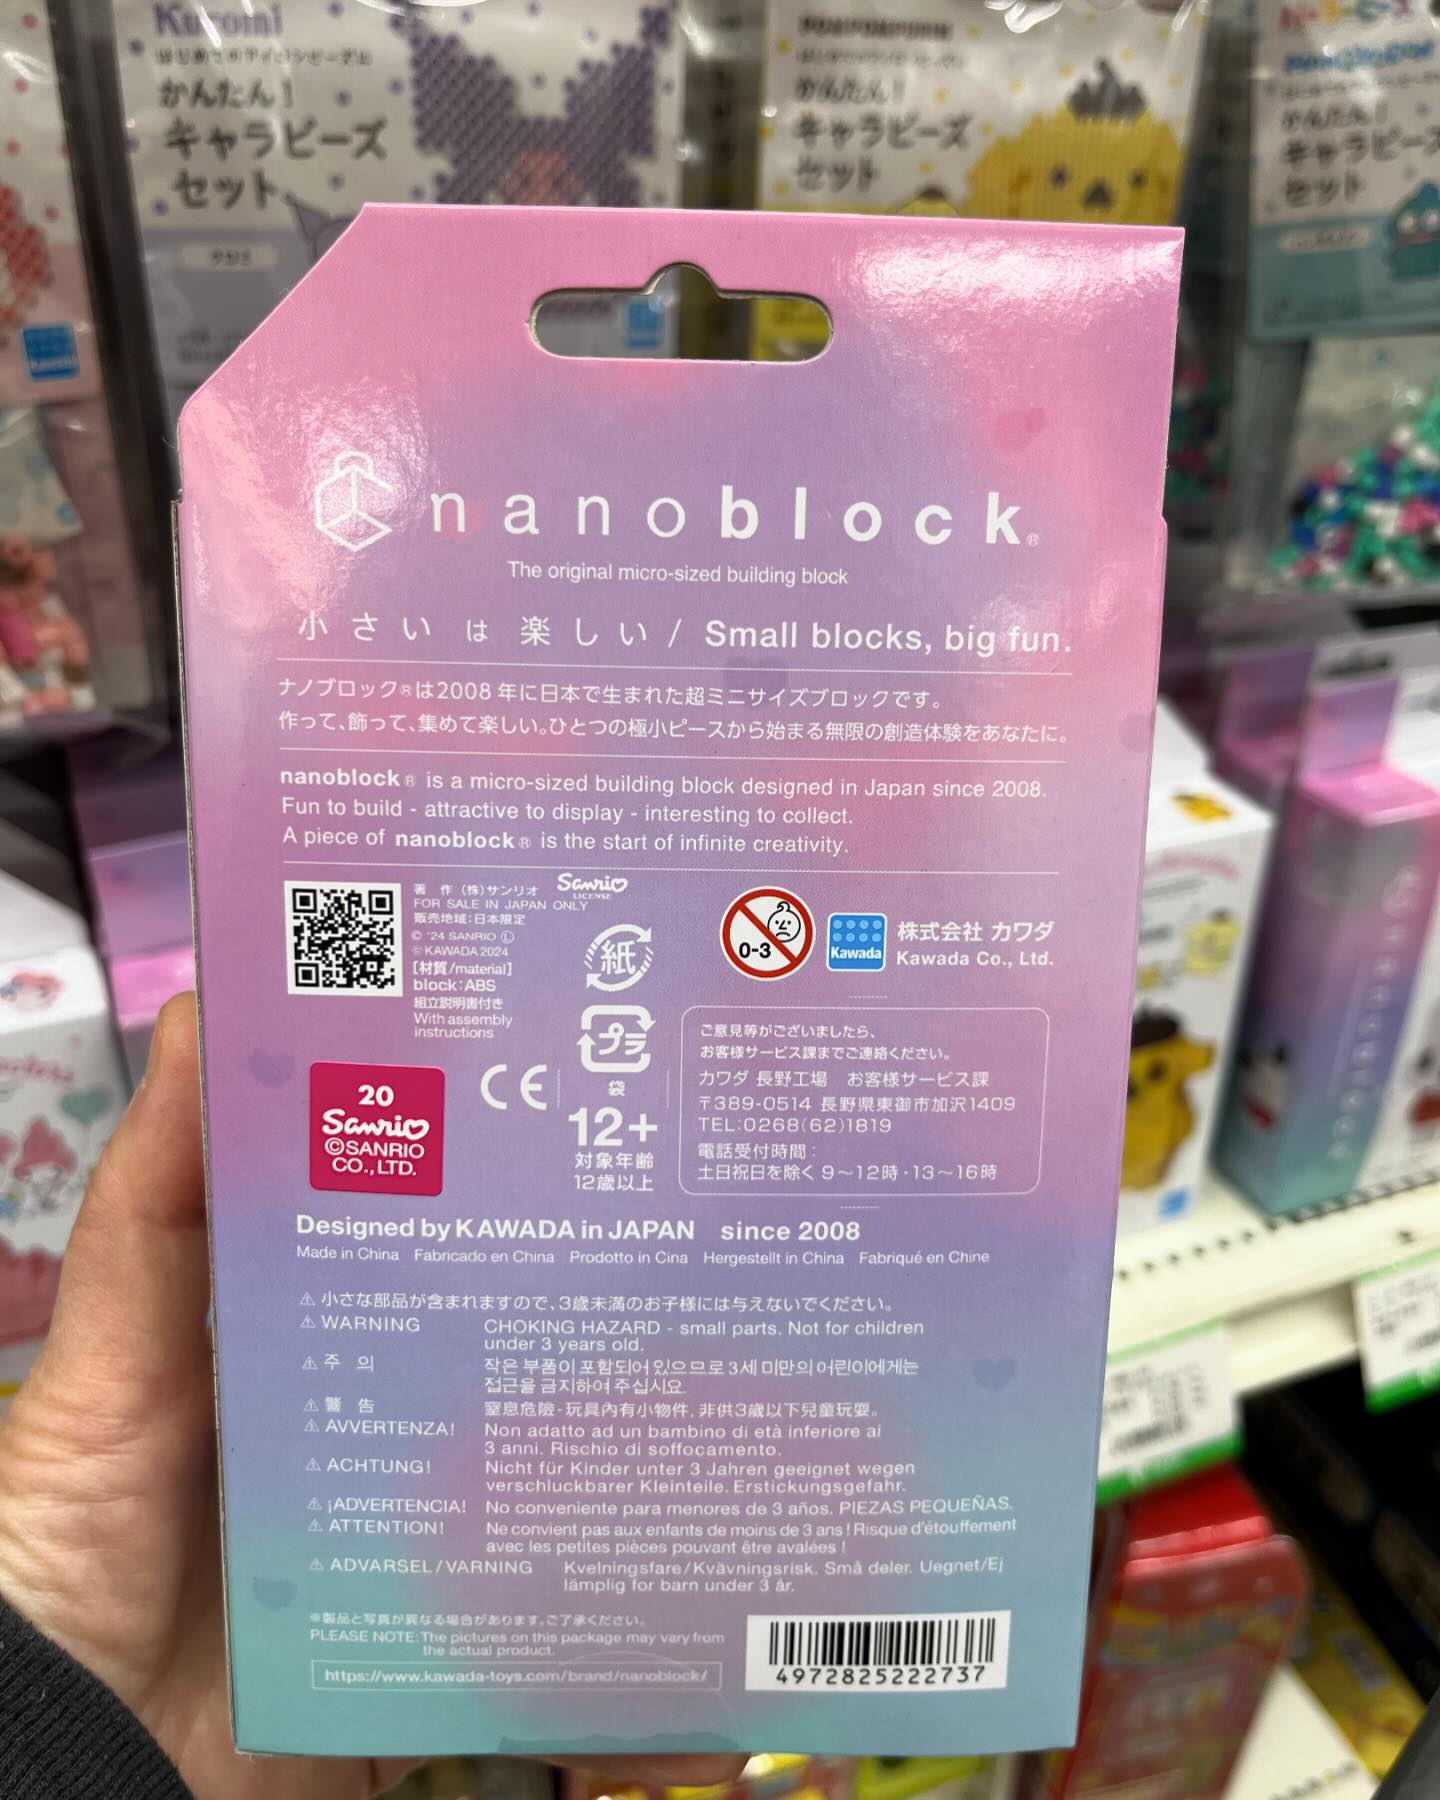 Kuromi
かんたん!
キャラビーズ
セット
POMPOMPURIN
かんたん!
キャラビーズ
セット
かんたん!
キャラビーズ
セット
Kawada
nanoblock®
The original micro-sized building block
小さいは楽しい / Small blocks, big fun.
ナノブロック®は2008年に日本で生まれた超ミニサイズブロックです。
作って、飾って、集めて楽しい。ひとつの極小ピースから始まる無限の創造体験をあなたに。
nanoblock® is a micro-sized building block designed in Japan since 2008.
Fun to build - attractive to display - interesting to collect.
A piece of nanoblock® is the start of infinite creativity.
著作(株)サンリオ
Sanrio
LICENSE
FOR SALE IN JAPAN ONLY
販売地域:日本限定
© '24 SANRIO Ⓛ
© KAWADA 2024
[材質/material]
block:ABS
組立説明書付き
With assembly
instructions
紙
プラ
袋
0-3
Kawada
株式会社 カワダ
Kawada Co., Ltd.
20
Sanrio
©SANRIO
CO.,LTD.
CE
12+
対象年齢
12歳以上
ご意見等がございましたら、
お客様サービス課までご連絡ください。
カワダ 長野工場 お客様サービス課
〒389-0514 長野県東御市加沢1409
TEL:0268(62)1819
電話受付時間:
土日祝日を除く 9～12時・13～16時
Designed by KAWADA in JAPAN since 2008
Made in China Fabricado en China Prodotto in Cina Hergestellt in China Fabriqué en Chine
⚠ 小さな部品が含まれますので、3歳未満のお子様には与えないでください。
⚠ WARNING CHOKING HAZARD - small parts. Not for children
under 3 years old.
⚠ 주 의 작은 부품이 포함되어 있으므로 3세 미만의 어린이에게는
접근을 금지하여 주십시요.
⚠ 警 告 窒息危險-玩具內有小物件. 非供3歲以下兒童玩耍。
⚠ AVVERTENZA! Non adatto ad un bambino di età inferiore ai
3 anni. Rischio di soffocamento.
⚠ ACHTUNG! Nicht für Kinder unter 3 Jahren geeignet wegen
verschluckbarer Kleinteile. Erstickungsgefahr.
⚠ ¡ADVERTENCIA! No conveniente para menores de 3 años. PIEZAS PEQUEÑAS.
⚠ ATTENTION! Ne convient pas aux enfants de moins de 3 ans ! Risque d'étouffement
avec les petites pièces pouvant être avalées !
⚠ ADVARSEL/VARNING Kvelningsfare/Kvävningsrisk. Små deler. Uegnet/Ej
lämplig for barn under 3 år.
※製品と写真が異なる場合があります。ご了承ください。
PLEASE NOTE:The pictures on this package may vary from
the actual product.
https://www.kawada-toys.com/brand/nanoblock/
4972825222737